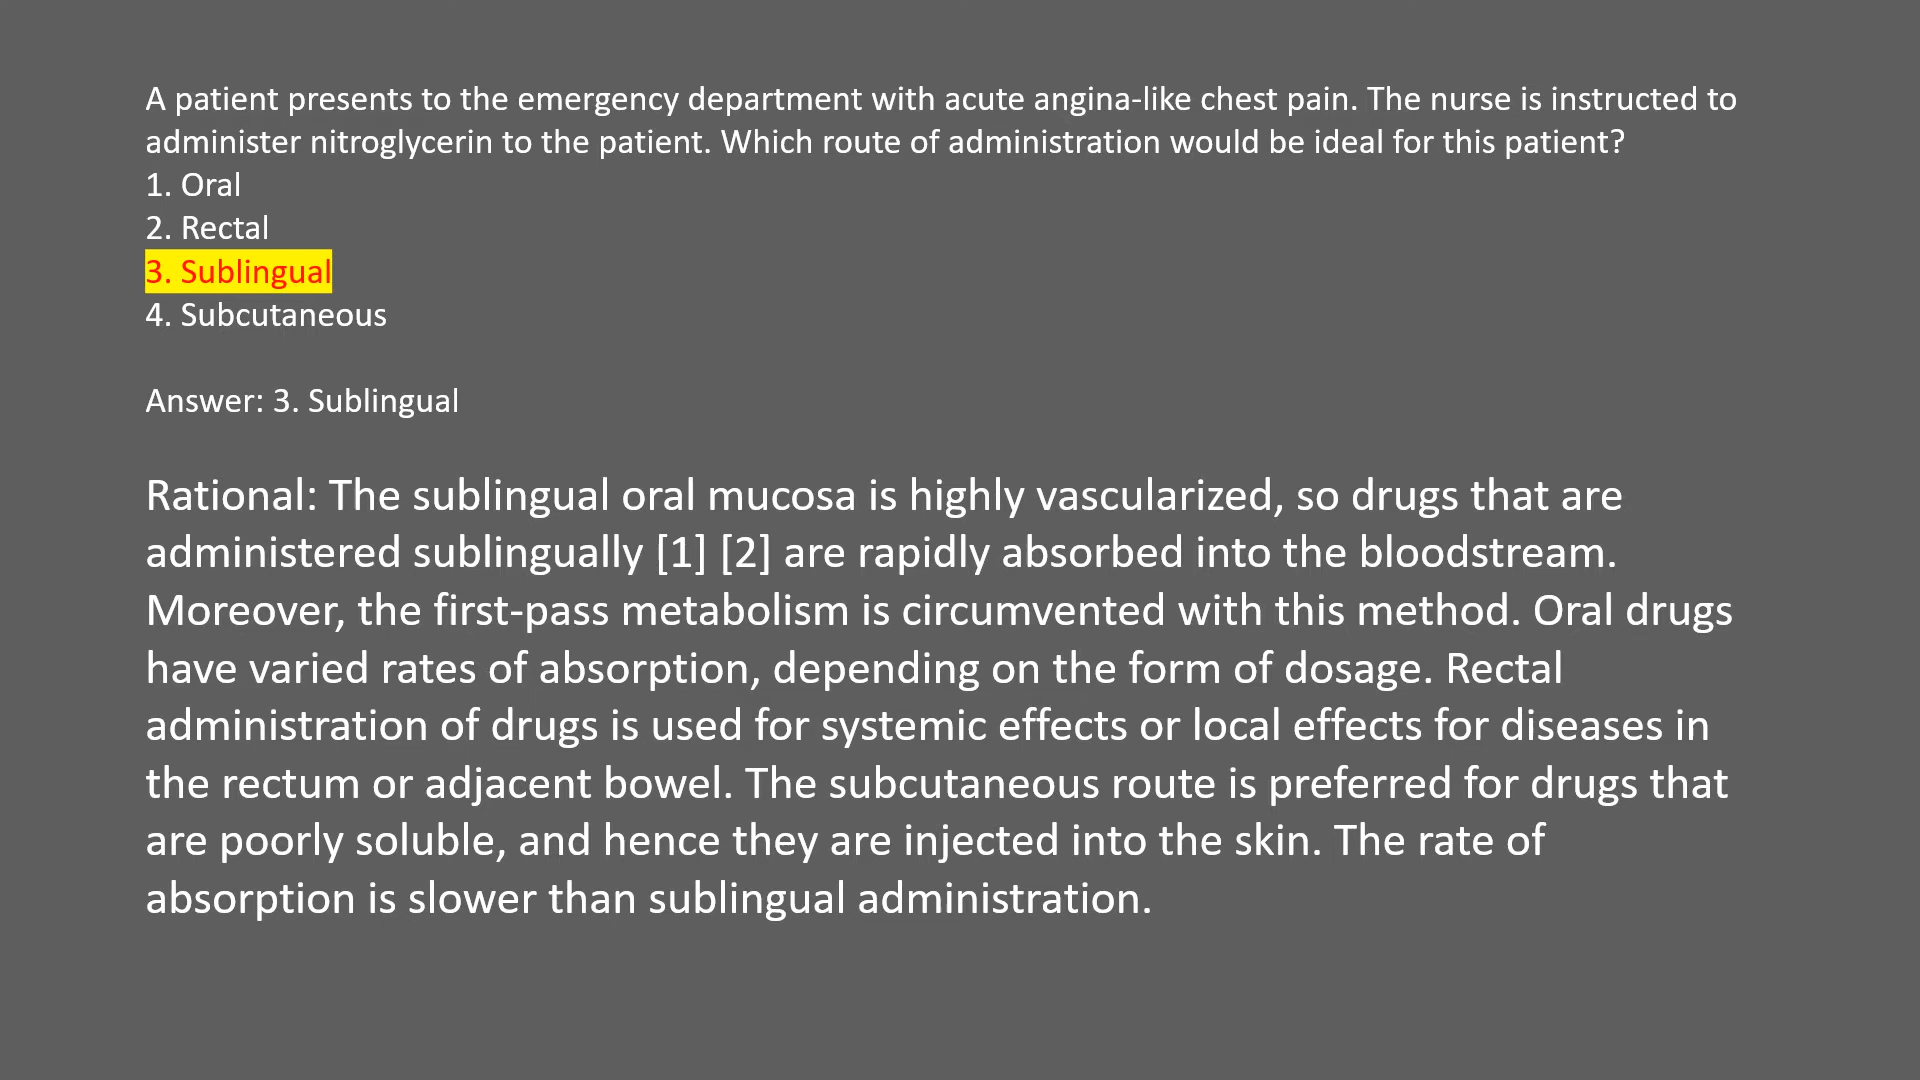 A patient presents to the emergency department with acute angina-like chest pain. The nurse is instructed to
administer nitroglycerin to the patient. Which route of administration would be ideal for this patient?
1. Oral
2. Rectal
3. Sublingual
4. Subcutaneous
Answer: 3. Sublingual
Rational: The sublingual oral mucosa is highly vascularized, so drugs that are
administered sublingually [1] [2] are rapidly absorbed into the bloodstream.
Moreover, the first-pass metabolism is circumvented with this method. Oral drugs
have varied rates of absorption, depending on the form of dosage. Rectal
administration of drugs is used for systemic effects or local effects for diseases in
the rectum or adjacent bowel. The subcutaneous route is preferred for drugs that
are poorly soluble, and hence they are injected into the skin. The rate of
absorption is slower than sublingual administration.